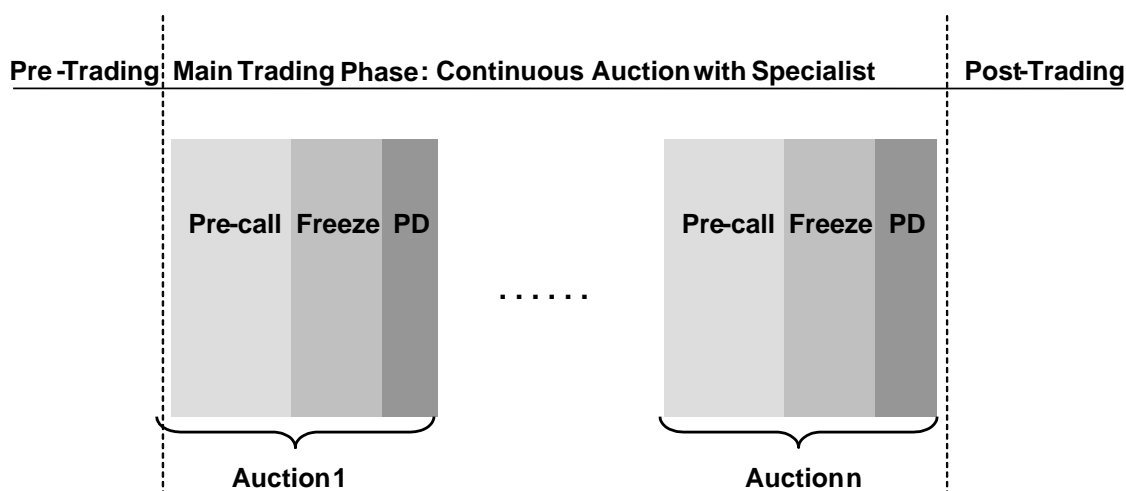 Pre-Trading Main Trading Phase: Continuous Auction with Specialist Post-Trading
Pre-call Freeze PD Pre-call Freeze PD
. . . . . .
Auction 1 Auction n